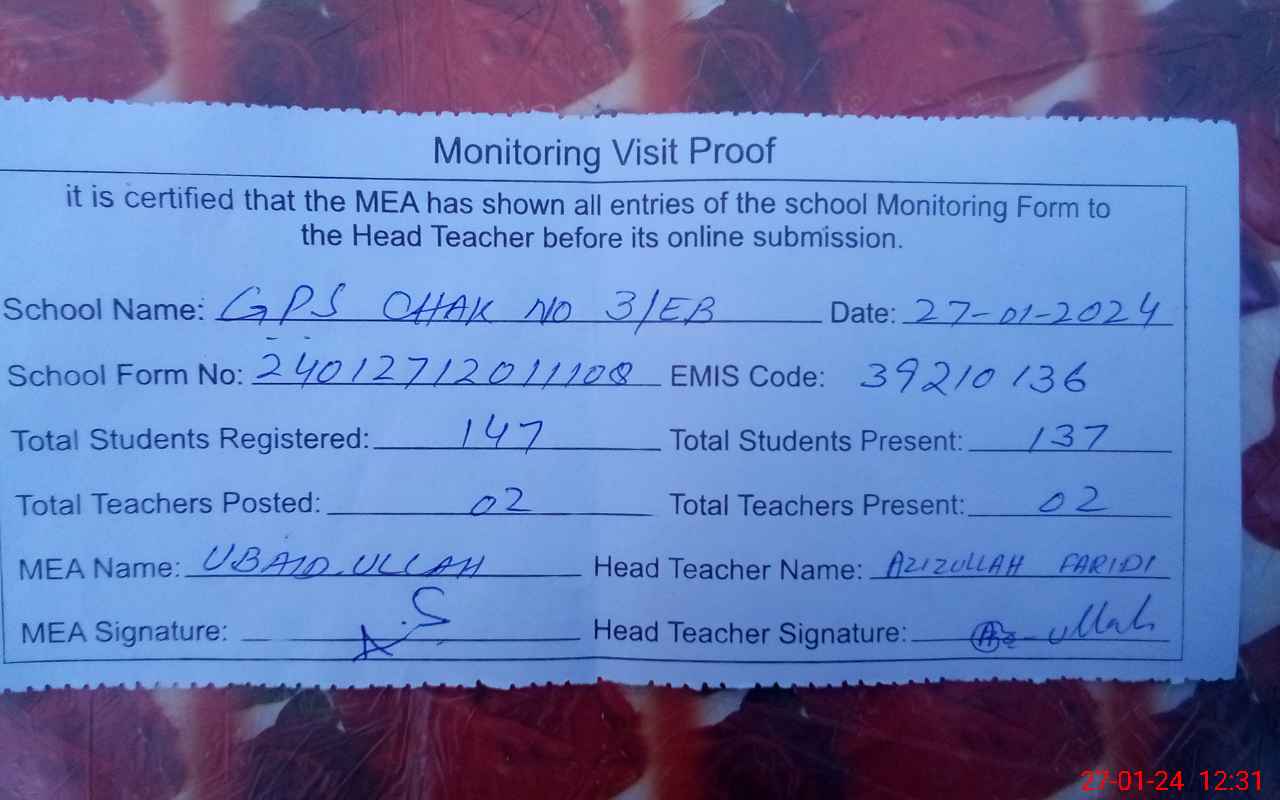 Monitoring Visit Proof
it is certified that the MEA has shown all entries of the school Monitoring Form to
the Head Teacher before its online submission.
School Name: GPS CHAK NO 3/EB Date: 27-01-2024
School Form No: 24012712011108 EMIS Code: 39210136
Total Students Registered: 147 Total Students Present: 137
Total Teachers Posted: 02 Total Teachers Present: 02
MEA Name: UBAID ULLAH Head Teacher Name: AZIZULLAH FARIDI
MEA Signature: Head Teacher Signature:
27-01-24 12:31